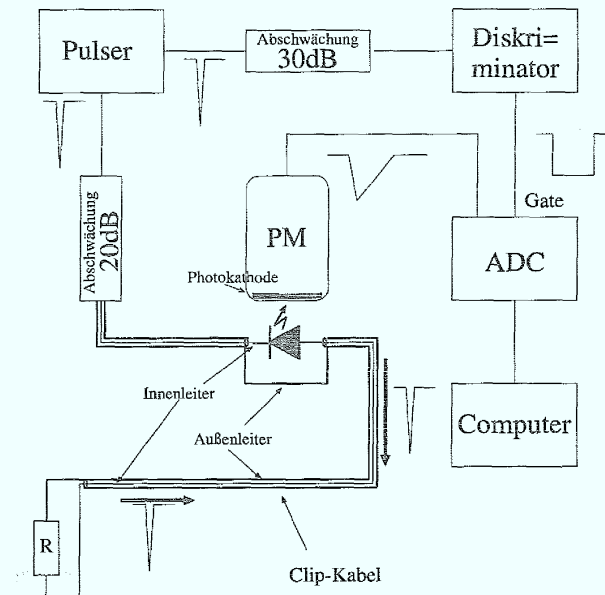 Pulser
Abschwächung
30dB
Diskri=
minator
Abschwächung
20dB
PM
Gate
Photokathode
ADC
Innenleiter
Außenleiter
Computer
R
Clip-Kabel